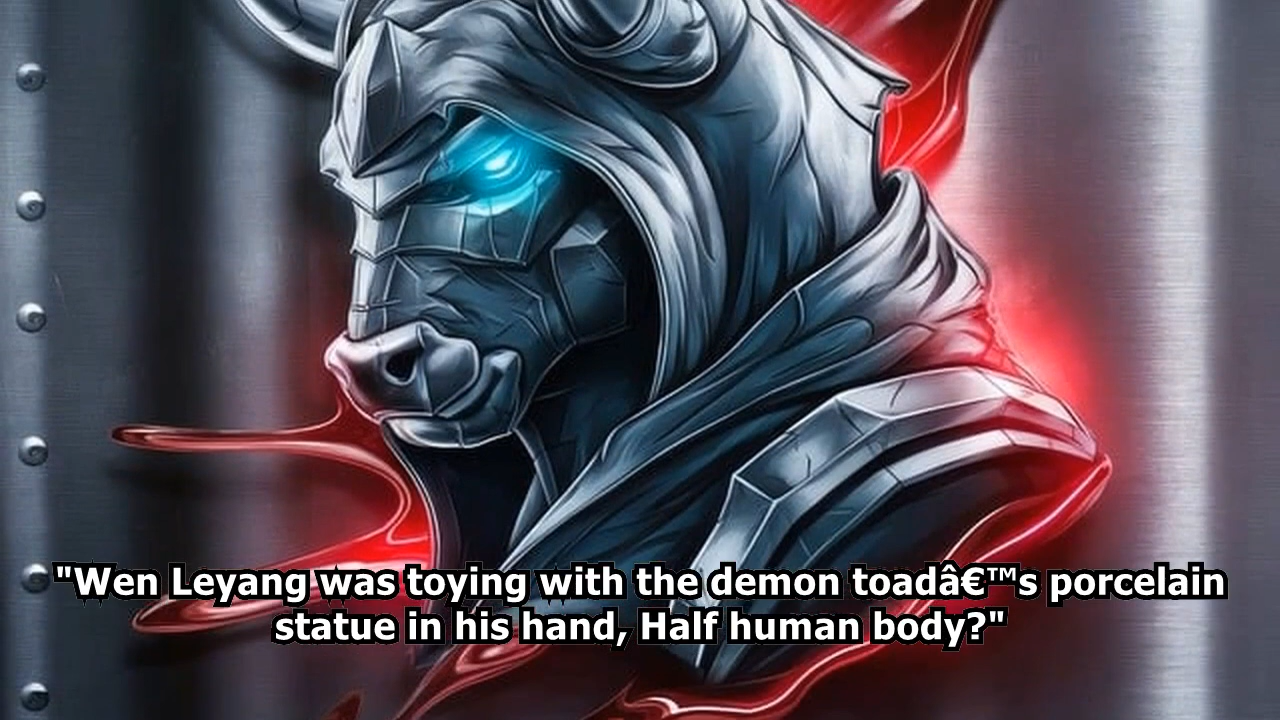 "Wen Leyang was toying with the demon toadâ€™s porcelain
statue in his hand, Half human body?"